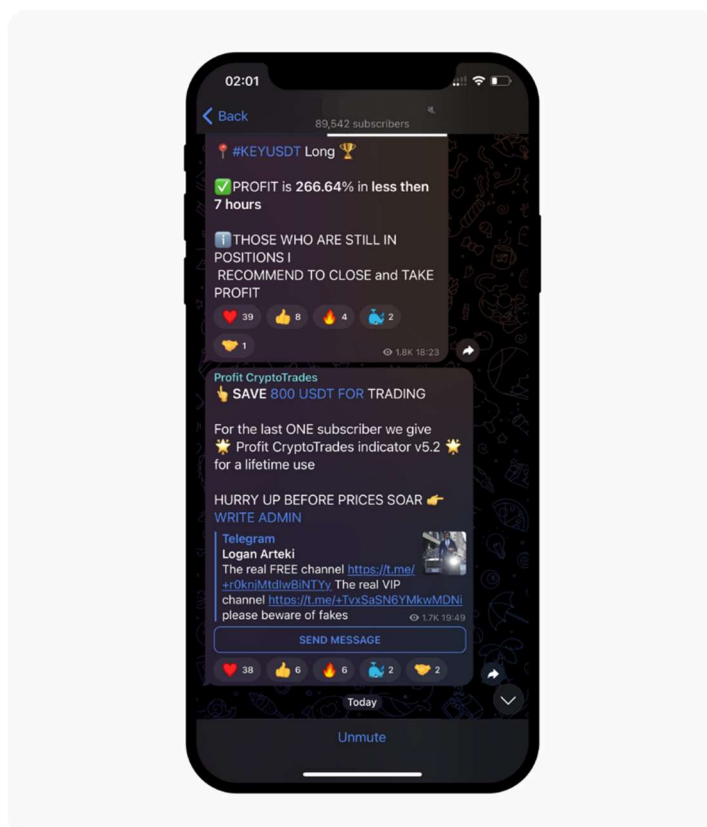 02:01
Back
89,542 subscribers
📍 #KEYUSDT Long 🏆
✅PROFIT is 266.64% in less then
7 hours
ℹ️THOSE WHO ARE STILL IN
POSITIONS I
RECOMMEND TO CLOSE and TAKE
PROFIT
❤️ 39 👍 8 🔥 4 🐳 2
🤝 1
1.8K 18:23
Profit CryptoTrades
👆 SAVE 800 USDT FOR TRADING
For the last ONE subscriber we give
🌟 Profit CryptoTrades indicator v5.2 🌟
for a lifetime use
HURRY UP BEFORE PRICES SOAR 👉
WRITE ADMIN
Telegram
Logan Arteki
The real FREE channel https://t.me/
+r0knjMtdIwBiNTYy The real VIP
channel https://t.me/+TvxSaSN6YMkwMDNi
please beware of fakes
1.7K 19:49
SEND MESSAGE
❤️ 38 👍 6 🔥 6 🐳 2 🤝 2
Today
Unmute